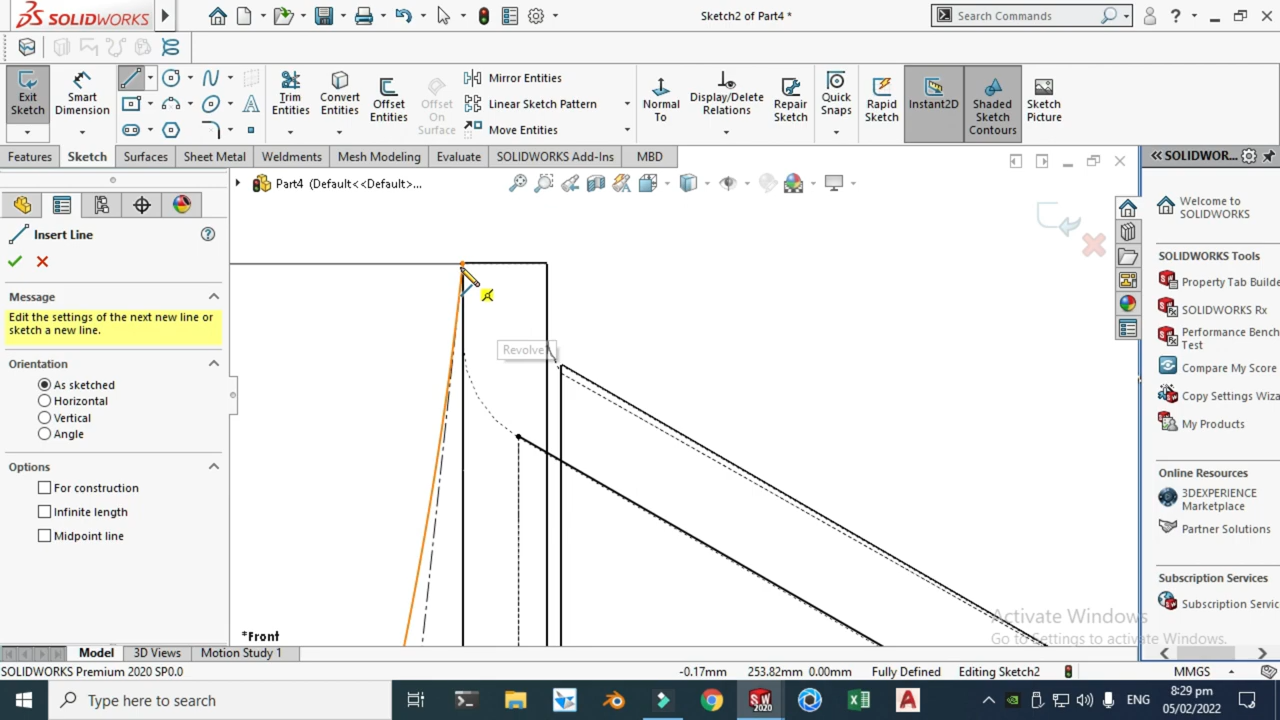 SOLIDWORKS
Sketch2 of Part4 *
Search Commands
Exit Sketch
Smart Dimension
Trim Entities
Convert Entities
Offset Entities
Offset On Surface
Mirror Entities
Linear Sketch Pattern
Move Entities
Normal To
Display/Delete Relations
Repair Sketch
Quick Snaps
Rapid Sketch
Instant2D
Shaded Sketch Contours
Sketch Picture
Features
Sketch
Surfaces
Sheet Metal
Weldments
Mesh Modeling
Evaluate
SOLIDWORKS Add-Ins
MBD
SOLIDWOR...
Part4 (Default<<Default>...
Insert Line
Message
Edit the settings of the next new line or
sketch a new line.
Orientation
As sketched
Horizontal
Vertical
Angle
Options
For construction
Infinite length
Midpoint line
Revolve
*Front
Welcome to
SOLIDWORKS
SOLIDWORKS Tools
Property Tab Builde
SOLIDWORKS Rx
Performance Bench
Test
Compare My Score
Copy Settings Wiza
My Products
Online Resources
3DEXPERIENCE
Marketplace
Partner Solutions
Subscription Services
Subscription Servic
Activate Windows
Go to Settings to activate Windows.
Model
3D Views
Motion Study 1
SOLIDWORKS Premium 2020 SP0.0
-0.17mm
253.82mm 0.00mm
Fully Defined
Editing Sketch2
MMGS
Type here to search
ENG
8:29 pm
05/02/2022